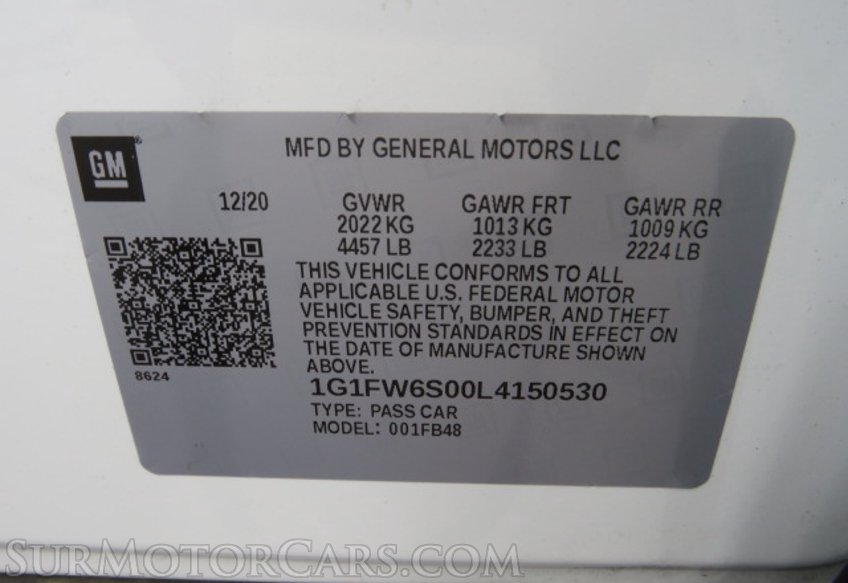 GM
MFD BY GENERAL MOTORS LLC
12/20 GVWR GAWR FRT GAWR RR
2022 KG 1013 KG 1009 KG
4457 LB 2233 LB 2224 LB
THIS VEHICLE CONFORMS TO ALL
APPLICABLE U.S. FEDERAL MOTOR
VEHICLE SAFETY, BUMPER, AND THEFT
PREVENTION STANDARDS IN EFFECT ON
THE DATE OF MANUFACTURE SHOWN
ABOVE.
8624
1G1FW6S00L4150530
TYPE: PASS CAR
MODEL: 001FB48
SurMotorCars.com